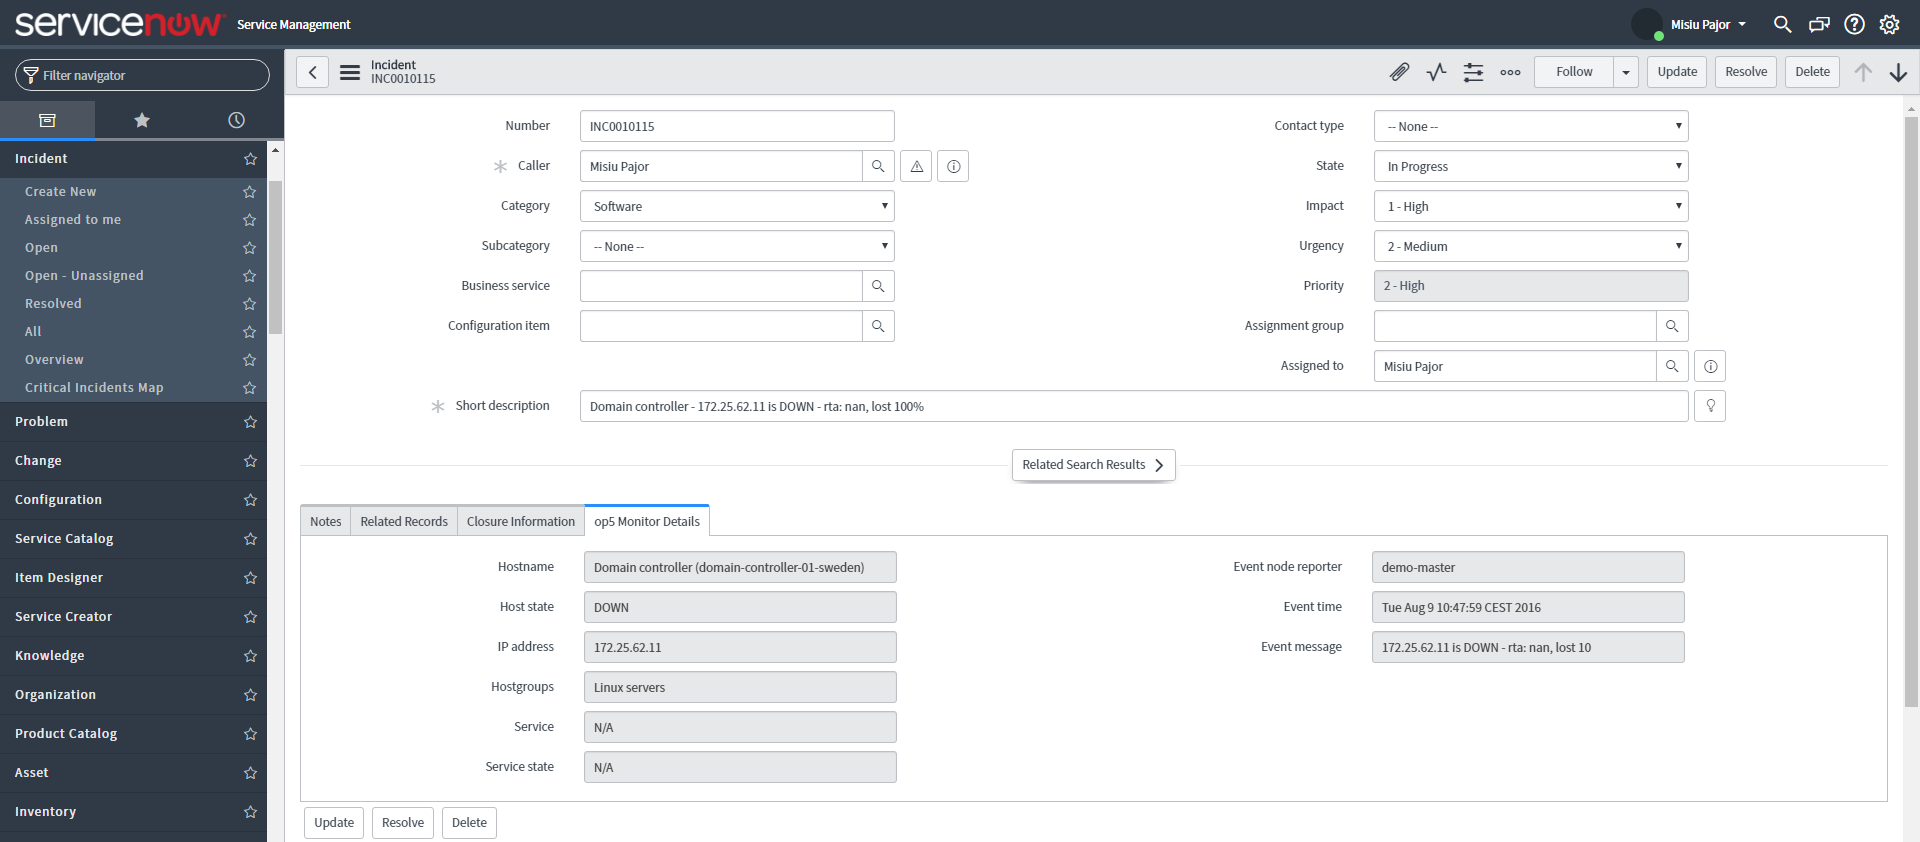 servicenow Service Management
Misiu Pajor
Filter navigator
Incident
Create New
Assigned to me
Open
Open - Unassigned
Resolved
All
Overview
Critical Incidents Map
Problem
Change
Configuration
Service Catalog
Item Designer
Service Creator
Knowledge
Organization
Product Catalog
Asset
Inventory
Incident
INC0010115
Follow Update Resolve Delete
Number INC0010115
Caller Misiu Pajor
Category Software
Subcategory -- None --
Business service
Configuration item
Contact type -- None --
State In Progress
Impact 1 - High
Urgency 2 - Medium
Priority 2 - High
Assignment group
Assigned to Misiu Pajor
Short description Domain controller - 172.25.62.11 is DOWN - rta: nan, lost 100%
Related Search Results
Notes Related Records Closure Information op5 Monitor Details
Hostname Domain controller (domain-controller-01-sweden)
Host state DOWN
IP address 172.25.62.11
Hostgroups Linux servers
Service N/A
Service state N/A
Event node reporter demo-master
Event time Tue Aug 9 10:47:59 CEST 2016
Event message 172.25.62.11 is DOWN - rta: nan, lost 10
Update Resolve Delete